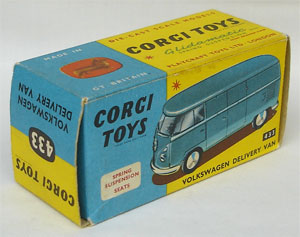 DIE-CAST SCALE MODELS
CORGI TOYS
Glidamatic
PLAYCRAFT TOYS LTD. LONDON
MADE IN
GT. BRITAIN
VOLKSWAGEN
DELIVERY VAN
433
CORGI TOYS
CORGI
TOYS
SPRING
SUSPENSION
SEATS
433
VOLKSWAGEN DELIVERY VAN